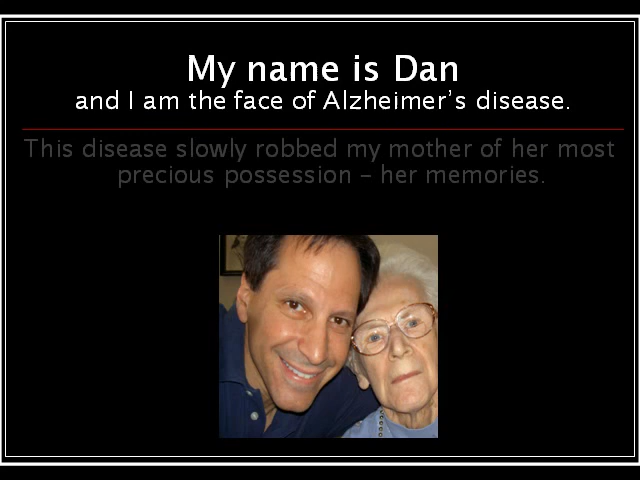 My name is Dan
and I am the face of Alzheimer’s disease.
This disease slowly robbed my mother of her most
precious possession – her memories.